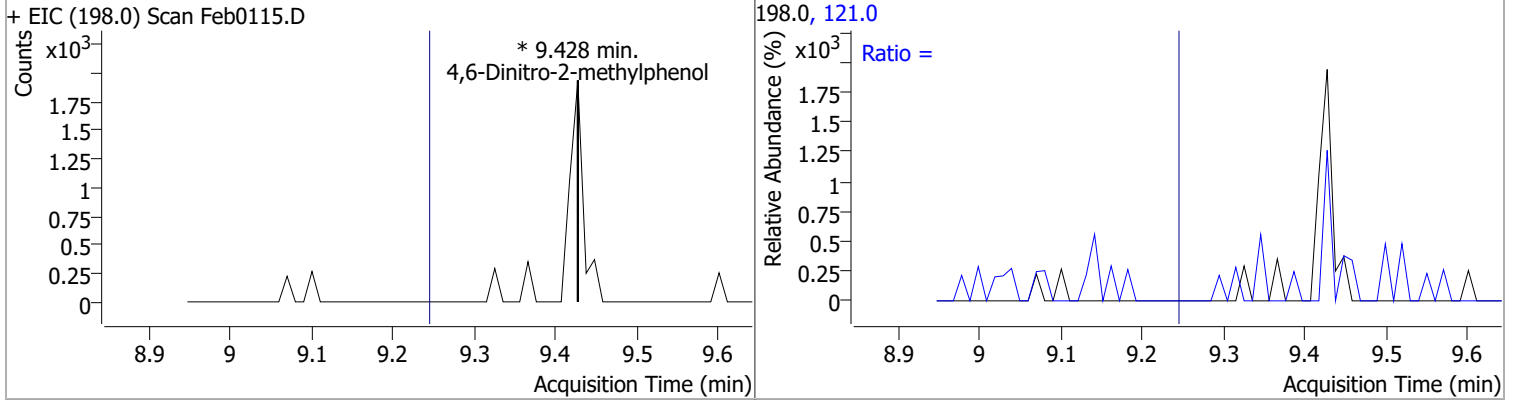 + EIC (198.0) Scan Feb0115.D
Counts
x10³
* 9.428 min.
4,6-Dinitro-2-methylphenol
1.75
1.5
1.25
1
0.75
0.5
0.25
0
8.9 9 9.1 9.2 9.3 9.4 9.5 9.6
Acquisition Time (min)
198.0, 121.0
Relative Abundance (%)
x10³
Ratio =
1.75
1.5
1.25
1
0.75
0.5
0.25
0
8.9 9 9.1 9.2 9.3 9.4 9.5 9.6
Acquisition Time (min)